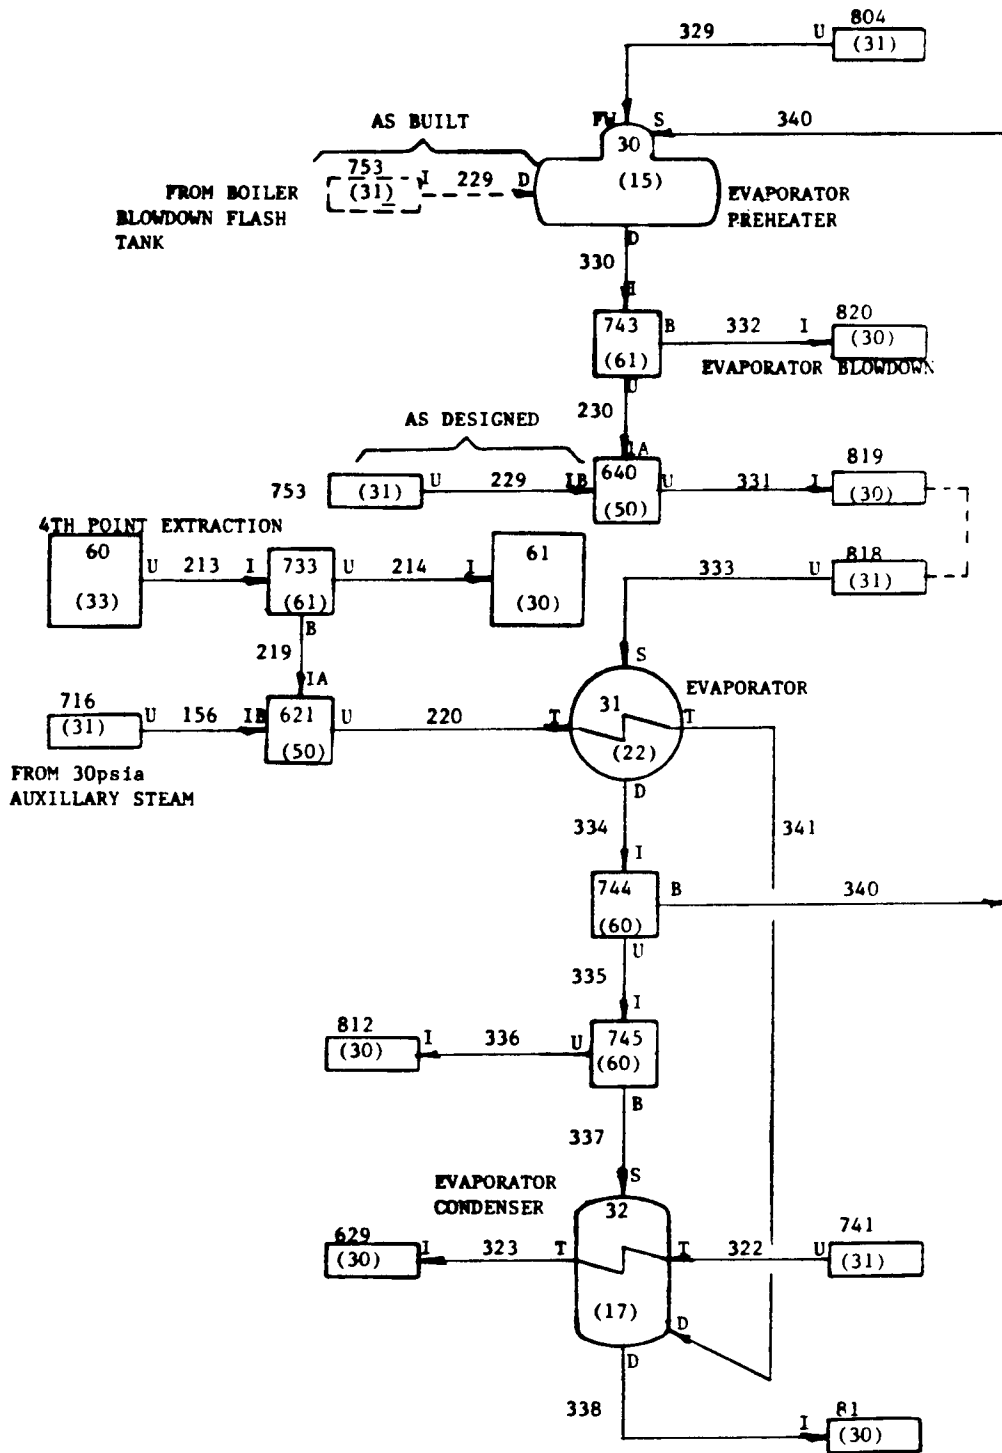 804
329 U (31)
FW S 340
AS BUILT
30
753
(31) I 229 D (15)
FROM BOILER
BLOWDOWN FLASH
TANK
EVAPORATOR
PREHEATER
D
330
H
743 B 332 I 820
(61) (30)
EVAPORATOR BLOWDOWN
U
230
AS DESIGNED
IA
753 (31) U 229 IB 640 U 331 I 819
(50) (30)
4TH POINT EXTRACTION
60 U 213 I 733 U 214 I 61
(33) (61) (30)
333 U 818
(31)
B
219
IA
S
EVAPORATOR
716
(31) U 156 IB 621 U 220 T 31 T
(50) (22)
FROM 30psia
AUXILLARY STEAM
D
334 341
I
744 B 340
(60)
U
335
I
812
(30) I 336 U 745
(60)
B
337
EVAPORATOR
CONDENSER
S
32
629
(30) I 323 T T 322 U 741
(31)
(17)
D
D
338 I 81
(30)